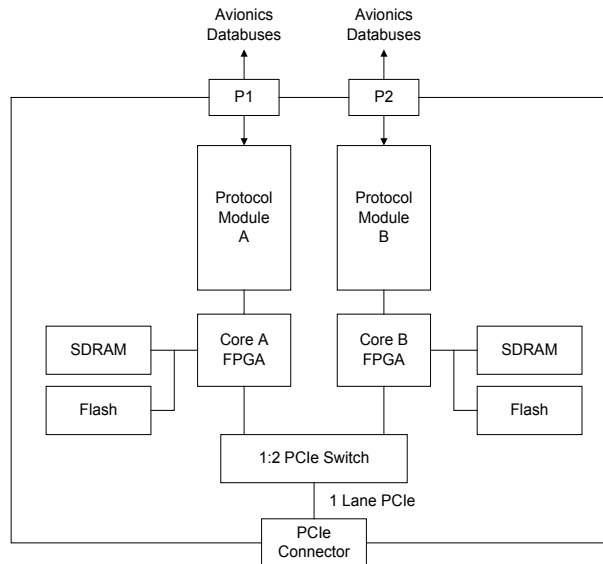 Avionics
Databuses
Avionics
Databuses
P1
P2
Protocol
Module
A
Protocol
Module
B
SDRAM
Core A
FPGA
Core B
FPGA
SDRAM
Flash
Flash
1:2 PCIe Switch
1 Lane PCIe
PCIe
Connector